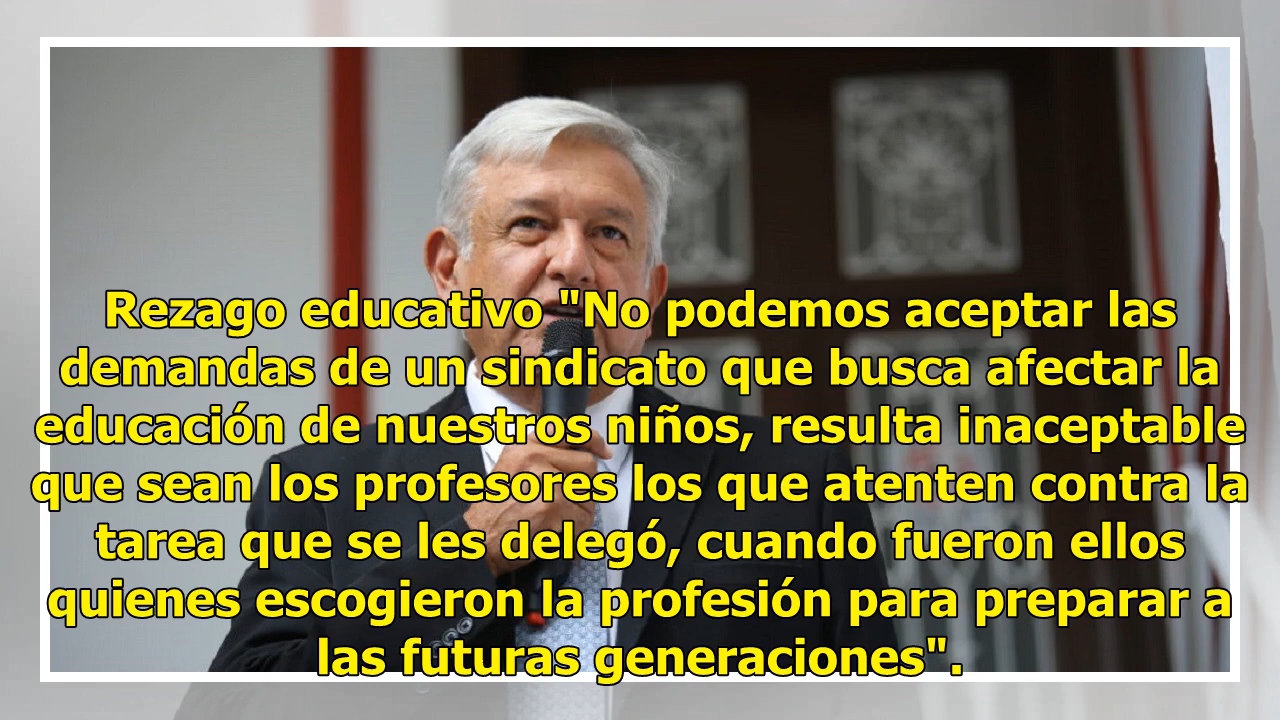 Rezago educativo "No podemos aceptar las
demandas de un sindicato que busca afectar la
educación de nuestros niños, resulta inaceptable
que sean los profesores los que atenten contra la
tarea que se les delegó, cuando fueron ellos
quienes escogieron la profesión para preparar a
las futuras generaciones".